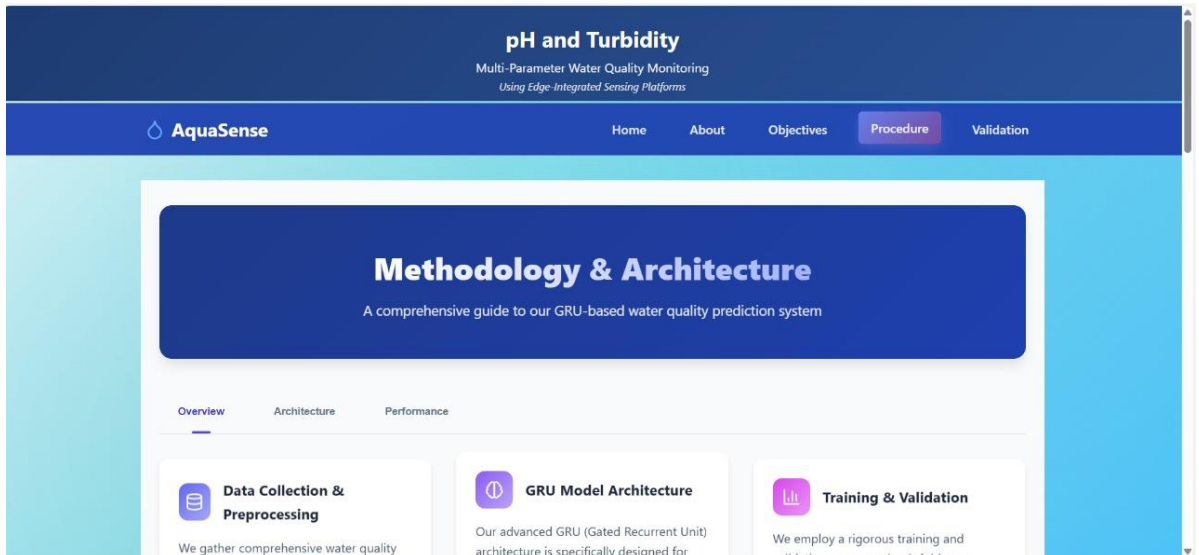 pH and Turbidity
Multi-Parameter Water Quality Monitoring
Using Edge-Integrated Sensing Platforms
AquaSense
Home About Objectives Procedure Validation
Methodology & Architecture
A comprehensive guide to our GRU-based water quality prediction system
Overview Architecture Performance
Data Collection &
Preprocessing
We gather comprehensive water quality
GRU Model Architecture
Our advanced GRU (Gated Recurrent Unit)
architecture is specifically designed for
Training & Validation
We employ a rigorous training and